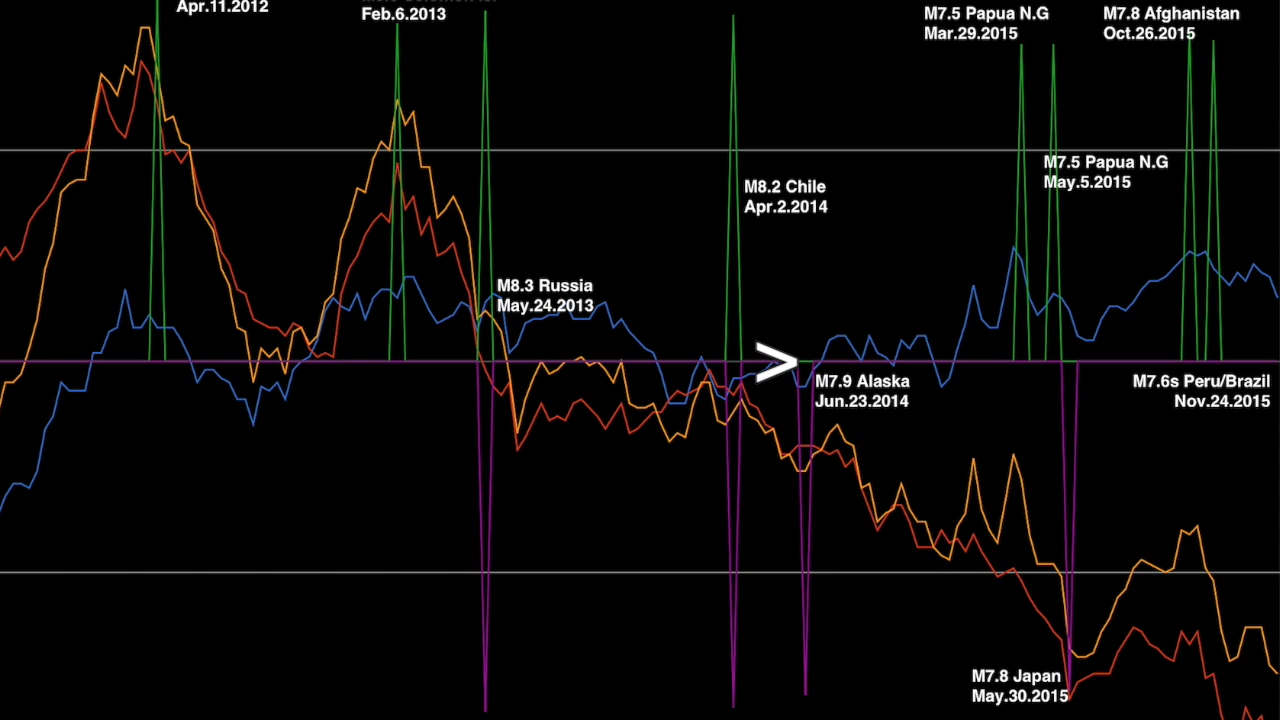 Apr.11.2012
Feb.6.2013
M7.5 Papua N.G
Mar.29.2015
M7.8 Afghanistan
Oct.26.2015
M7.5 Papua N.G
May.5.2015
M8.2 Chile
Apr.2.2014
M8.3 Russia
May.24.2013
>
M7.9 Alaska
Jun.23.2014
M7.6s Peru/Brazil
Nov.24.2015
M7.8 Japan
May.30.2015